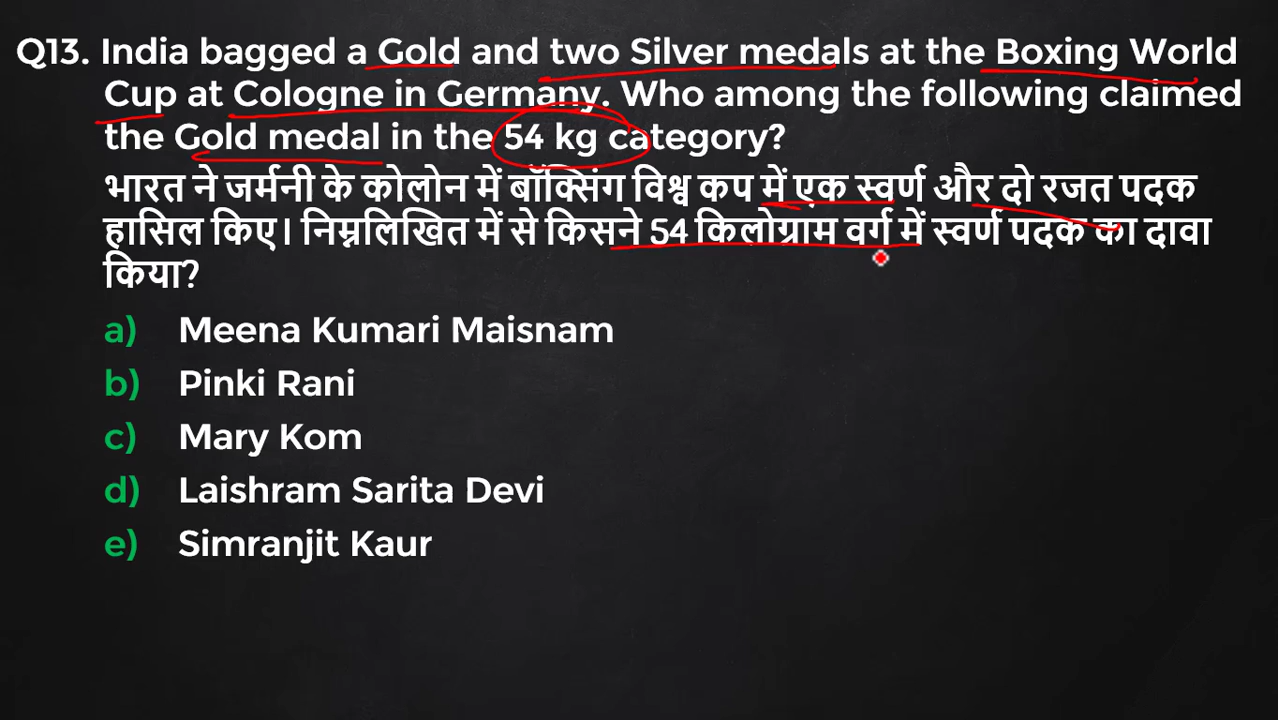 Q13. India bagged a Gold and two Silver medals at the Boxing World
Cup at Cologne in Germany. Who among the following claimed
the Gold medal in the 54 kg category?
भारत ने जर्मनी के कोलोन में बॉक्सिंग विश्व कप में एक स्वर्ण और दो रजत पदक
हासिल किए। निम्नलिखित में से किसने 54 किलोग्राम वर्ग में स्वर्ण पदक का दावा
किया?
a) Meena Kumari Maisnam
b) Pinki Rani
c) Mary Kom
d) Laishram Sarita Devi
e) Simranjit Kaur